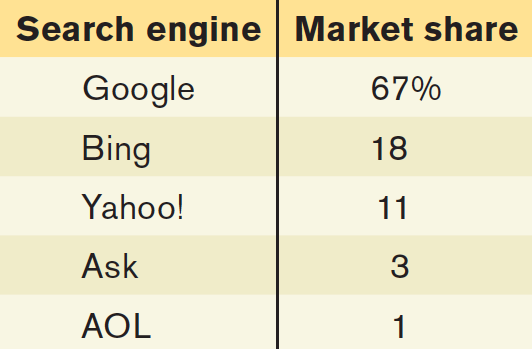 Search engine Market share
Google 67%
Bing 18
Yahoo! 11
Ask 3
AOL 1